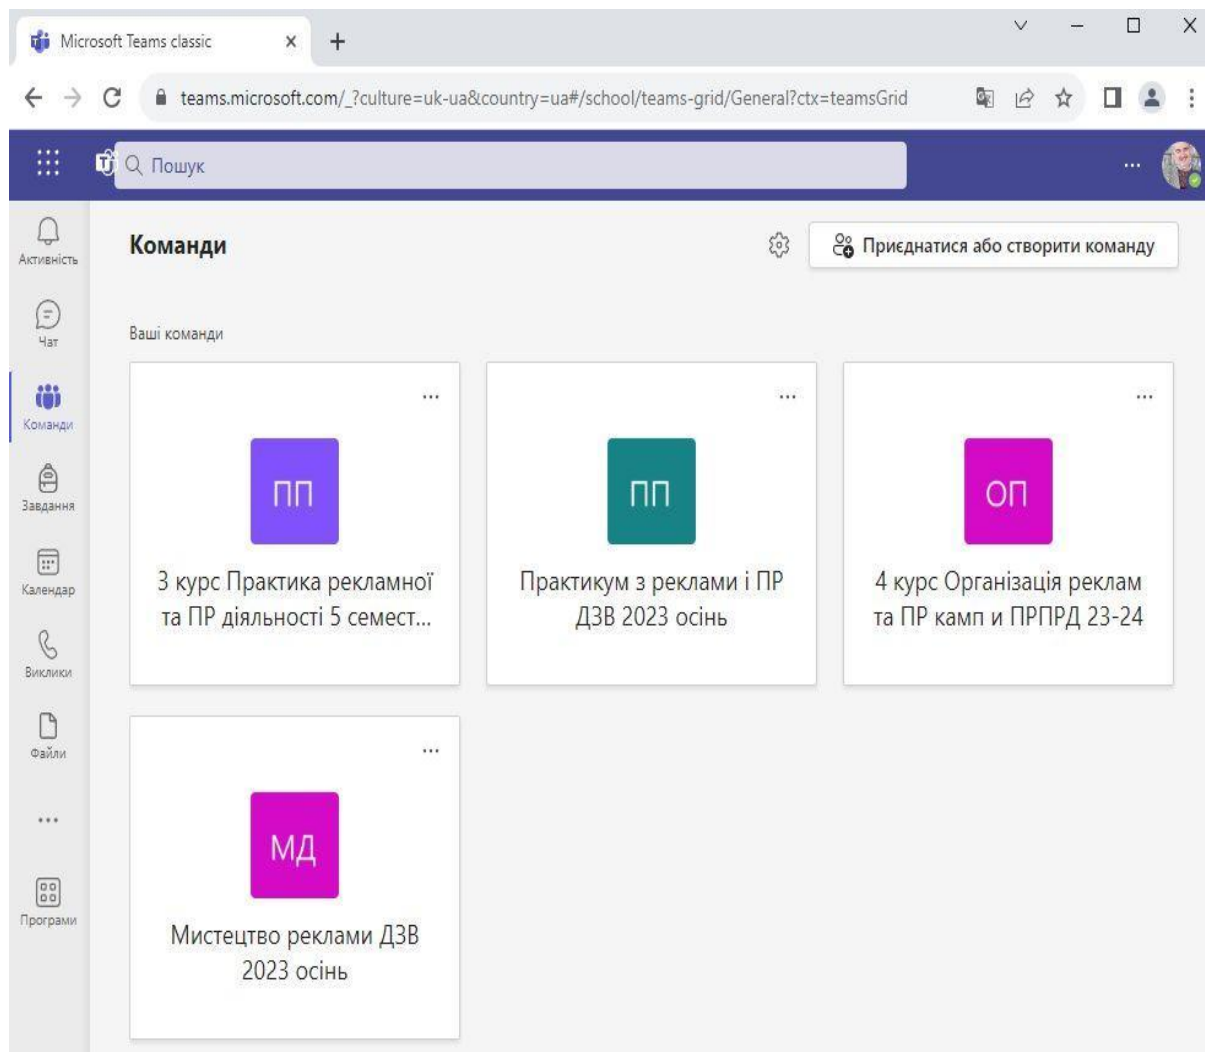 Microsoft Teams classic
teams.microsoft.com/_?culture=uk-ua&country=ua#/school/teams-grid/General?ctx=teamsGrid
Пошук
Активність
Чат
Команди
Завдання
Календар
Виклики
Файли
Програми
Команди
Приєднатися або створити команду
Ваші команди
ПП
3 курс Практика рекламної
та ПР діяльності 5 семест...
ПП
Практикум з реклами і ПР
ДЗВ 2023 осінь
ОП
4 курс Організація реклам
та ПР камп и ПРПРД 23-24
МД
Мистецтво реклами ДЗВ
2023 осінь